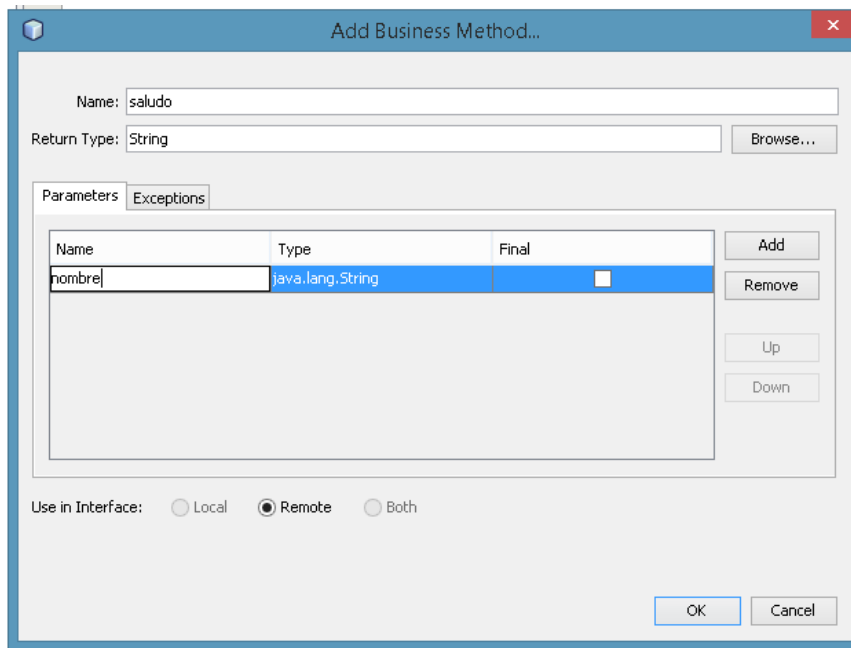 Add Business Method...
Name: saludo
Return Type: String Browse...
Parameters Exceptions
Name Type Final Add
nombre java.lang.String Remove
Up
Down
Use in Interface: Local Remote Both
OK Cancel